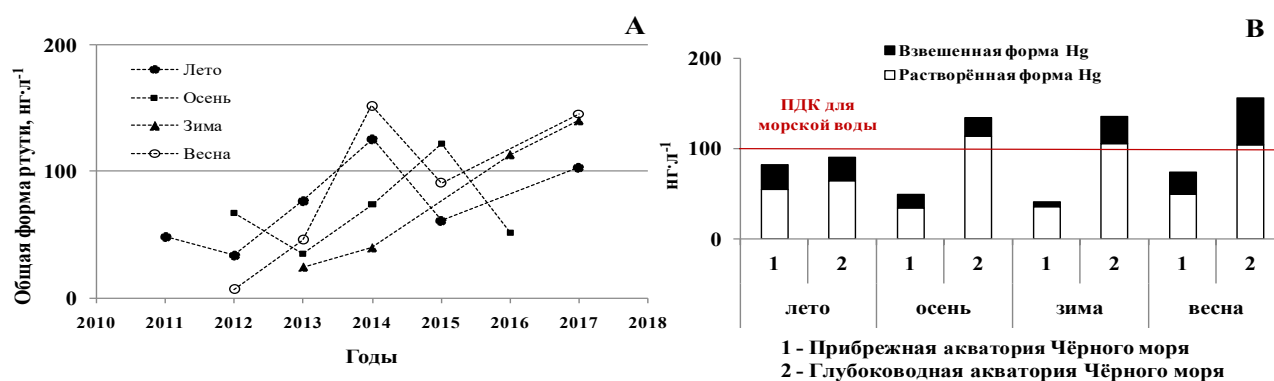 A
200
100
0
Общая форма ртути, нг·л⁻¹
Лето
Осень
Зима
Весна
2010 2011 2012 2013 2014 2015 2016 2017 2018
Годы
B
200
100
0
нг·л⁻¹
Взвешенная форма Hg
Растворённая форма Hg
ПДК для
морской воды
1 2 1 2 1 2 1 2
лето осень зима весна
1 - Прибрежная акватория Чёрного моря
2 - Глубоководная акватория Чёрного моря